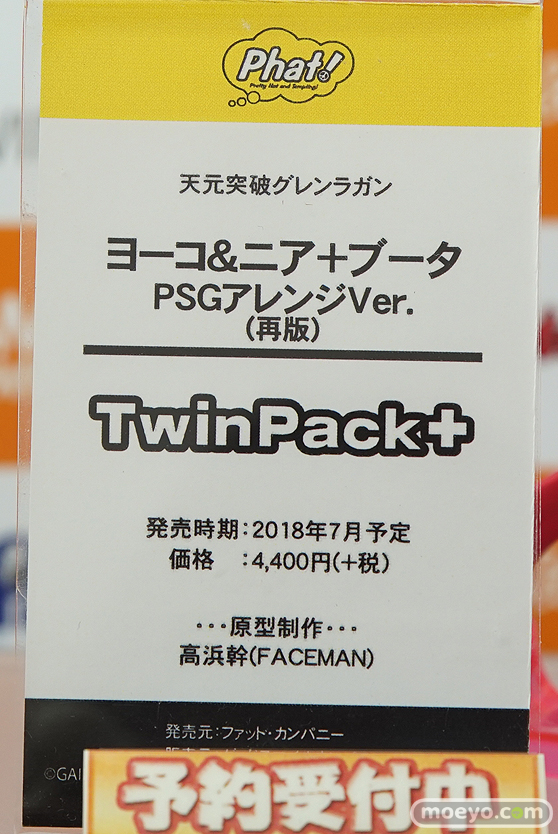 Phat!
Pretty Hot and Tempting!
天元突破グレンラガン
ヨーコ&ニア＋ブータ
PSGアレンジVer.
(再版)
TwinPack+
発売時期：2018年7月予定
価格　：4,400円(+税)
･･･原型制作･･･
高浜幹(FACEMAN)
発売元：ファット・カンパニー
©GAI
予約受付中
moeyo.com